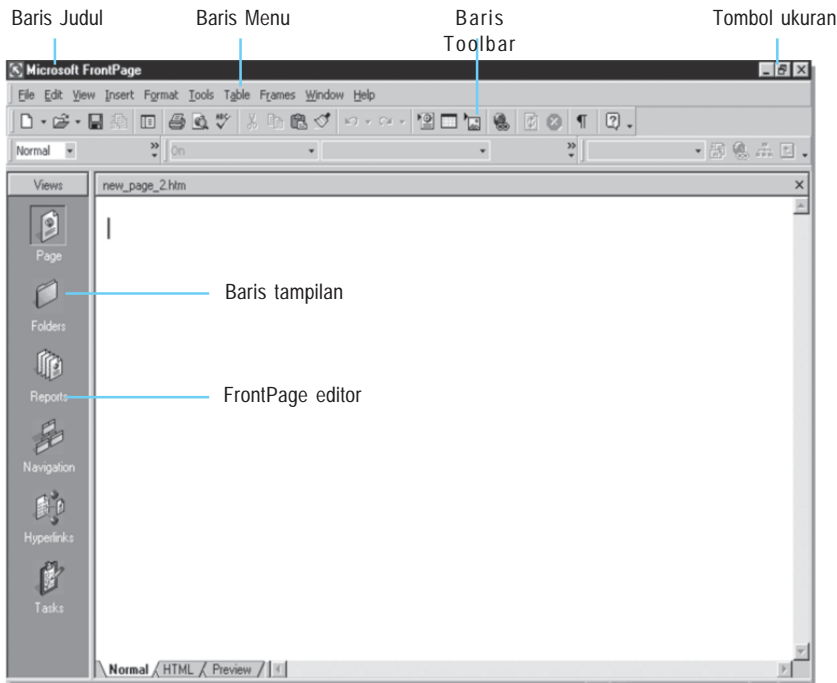 Baris Judul Baris Menu Baris Tombol ukuran
Toolbar
Microsoft FrontPage
File Edit View Insert Format Tools Table Frames Window Help
Normal On
Views new_page_2.htm
Page
Baris tampilan
Folders
Reports FrontPage editor
Navigation
Hyperlinks
Tasks
Normal HTML Preview